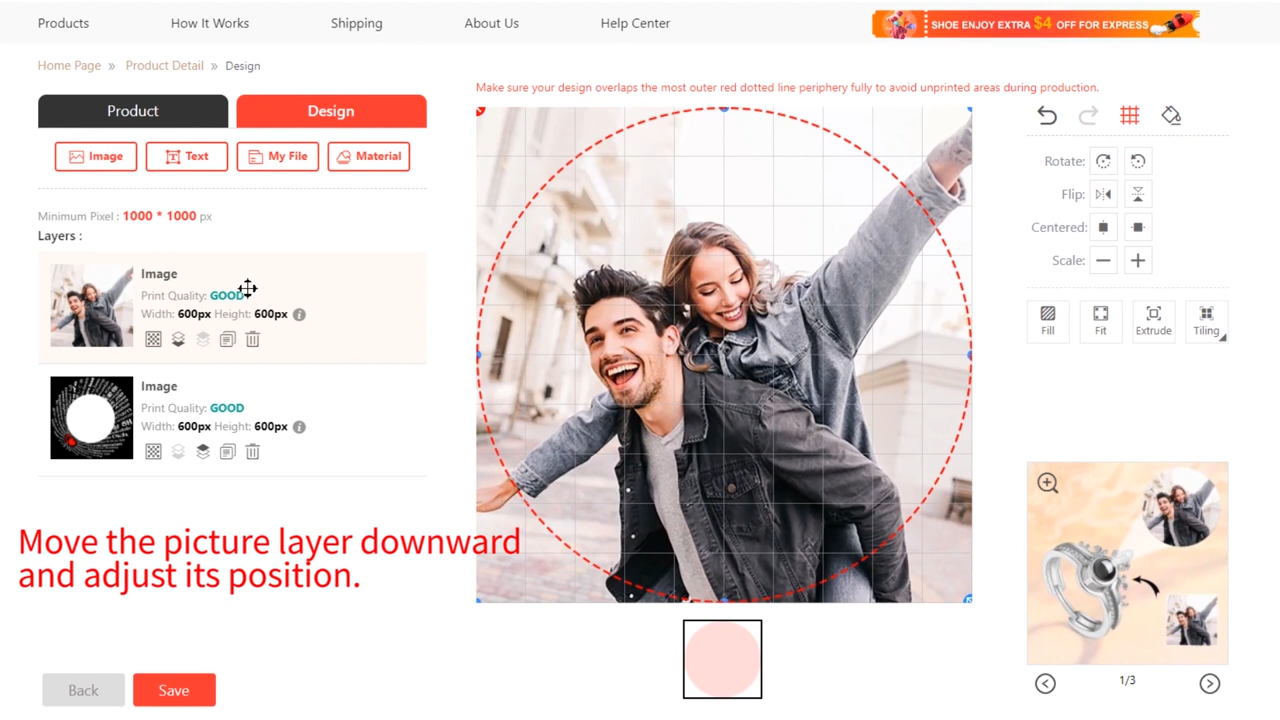 Products
How It Works
Shipping
About Us
Help Center
SHOE ENJOY EXTRA $4 OFF FOR EXPRESS
Home Page » Product Detail » Design
Make sure your design overlaps the most outer red dotted line periphery fully to avoid unprinted areas during production.
Product
Design
Image
Text
My File
Material
Minimum Pixel : 1000 * 1000 px
Layers :
Image
Print Quality: GOOD
Width: 600px Height: 600px
Image
Print Quality: GOOD
Width: 600px Height: 600px
Move the picture layer downward
and adjust its position.
Back
Save
Rotate:
Flip:
Centered:
Scale:
Fill
Fit
Extrude
Tiling
1/3